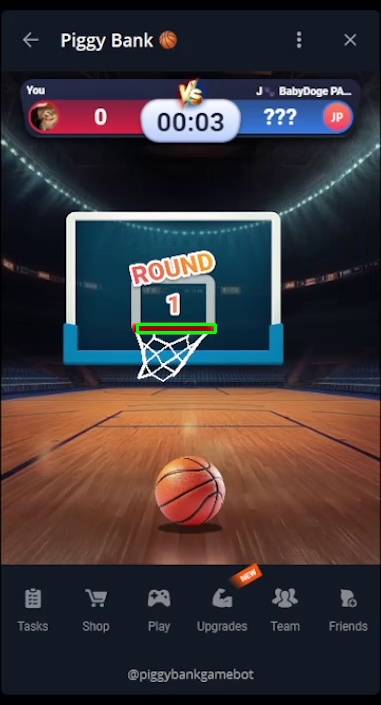 Piggy Bank 🏀
You
VS
J 🐾 BabyDoge PA...
0
00:03
???
JP
ROUND
1
NEW
Tasks
Shop
Play
Upgrades
Team
Friends
@piggybankgamebot